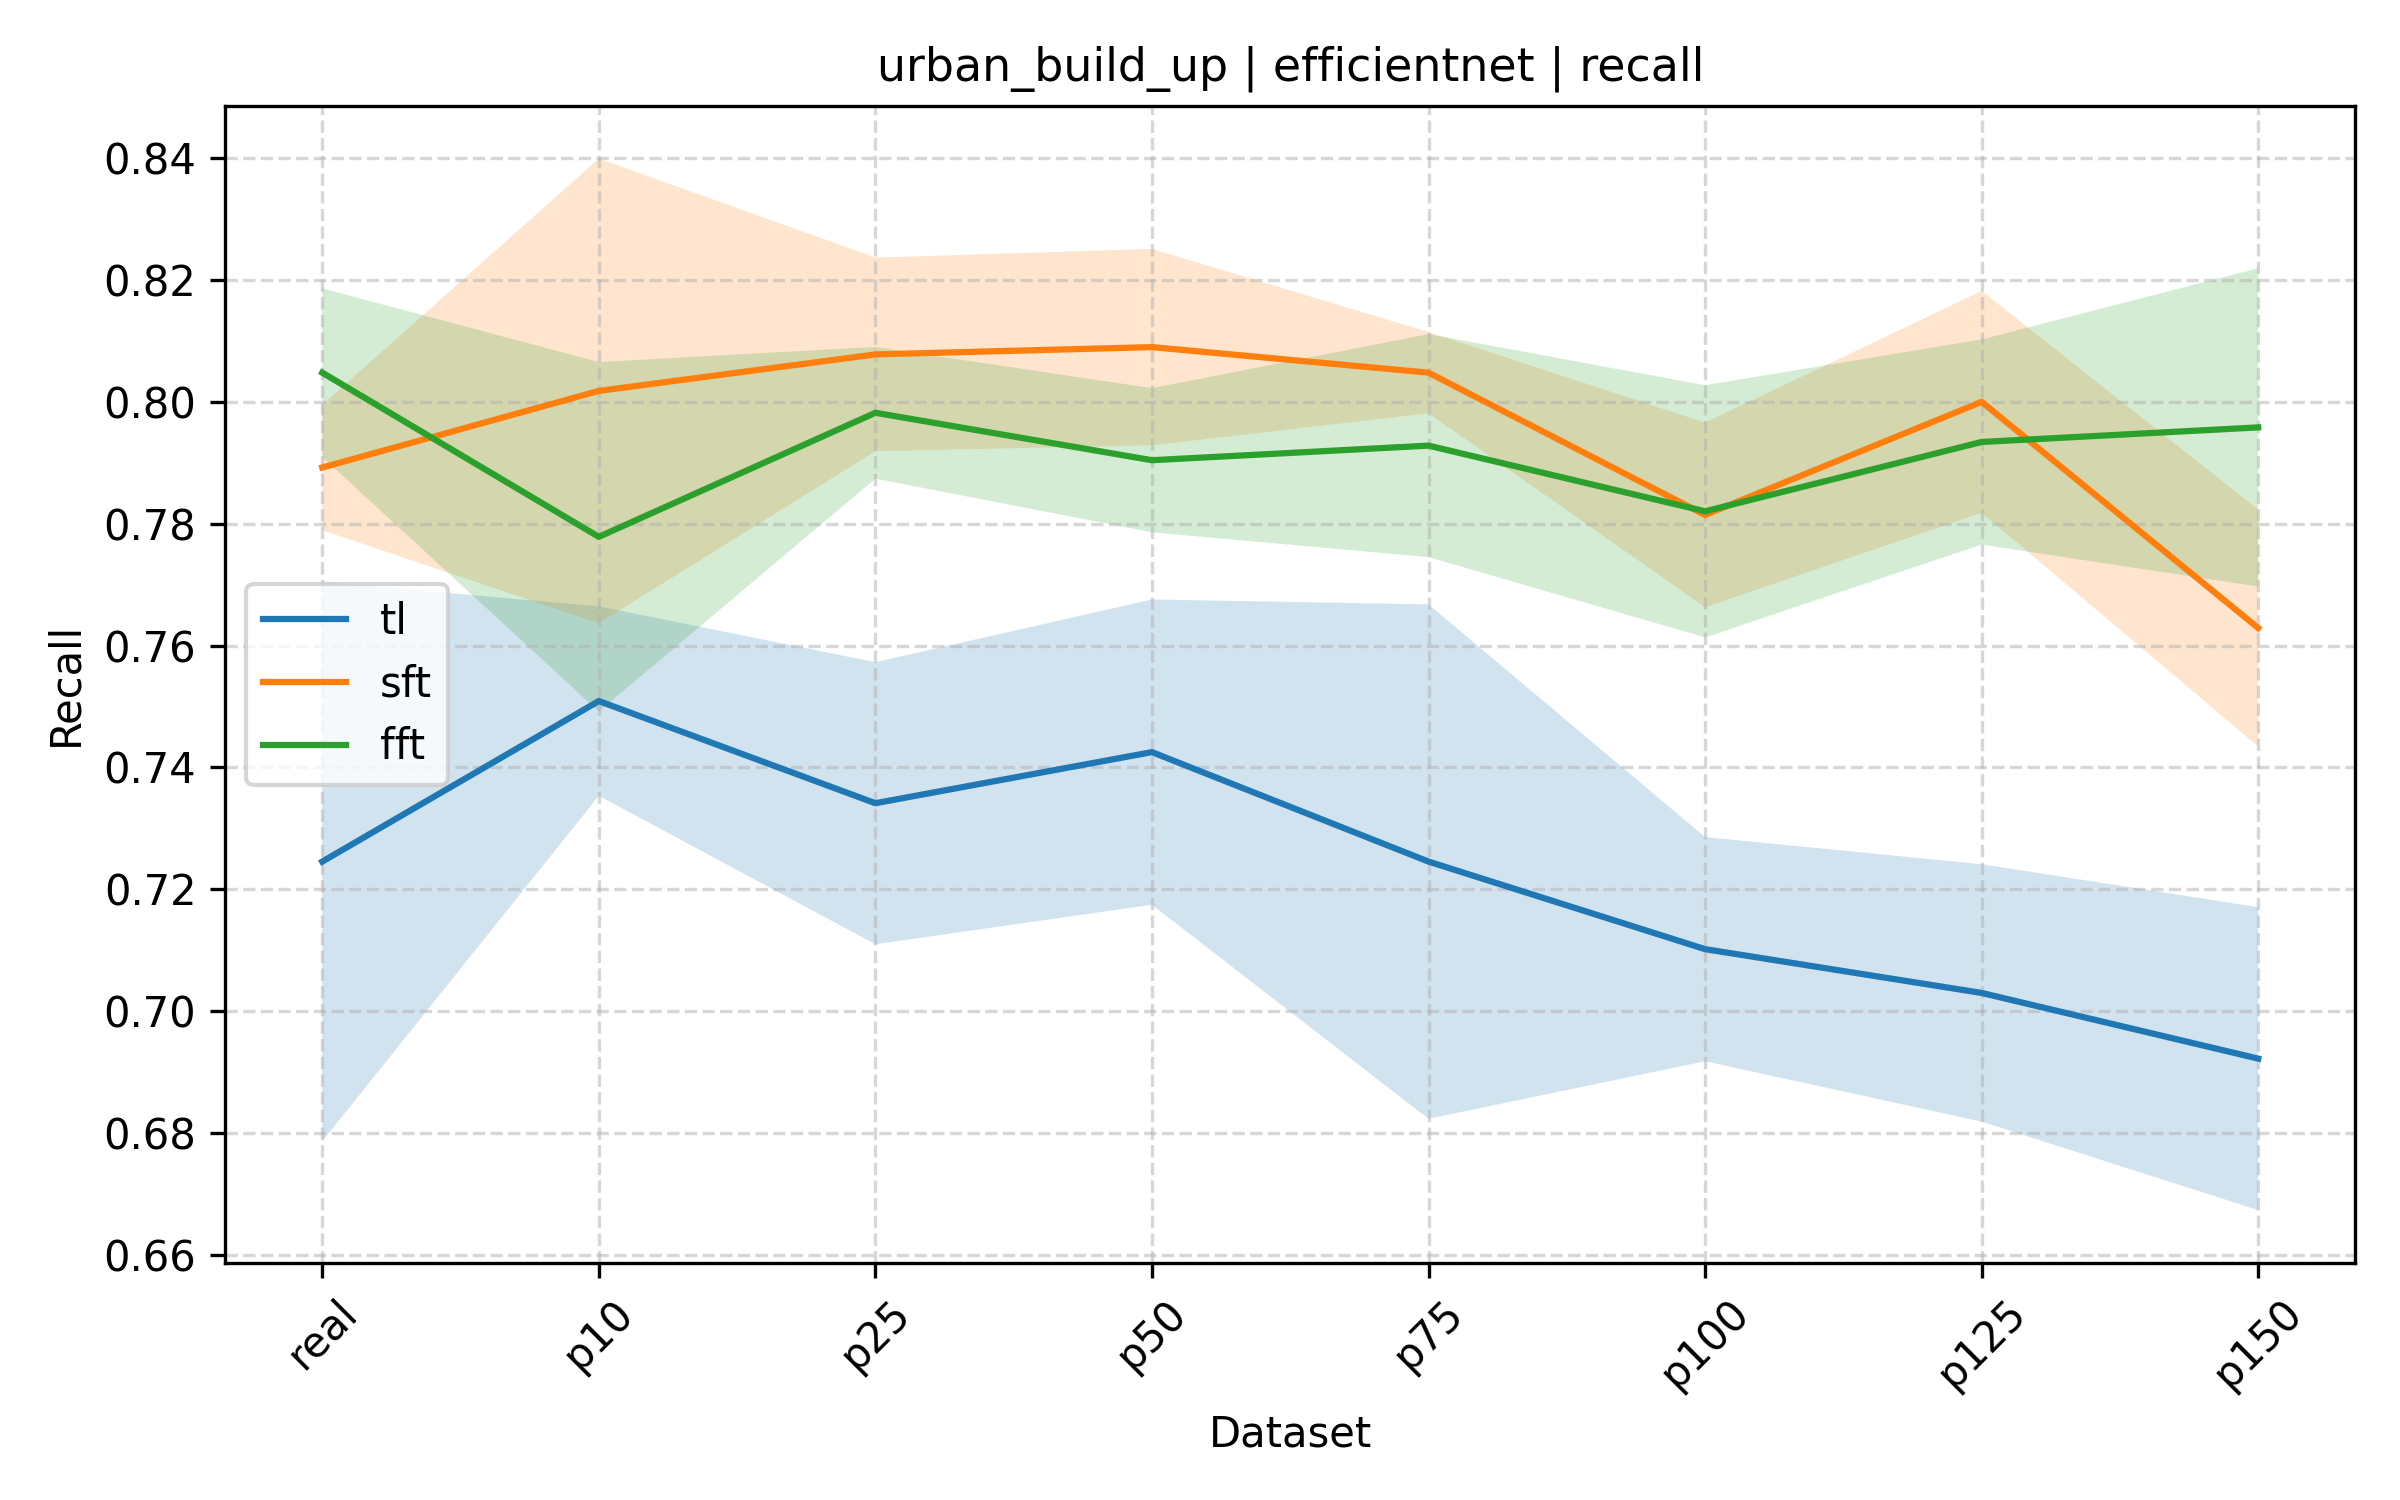 urban_build_up | efficientnet | recall
0.84
0.82
0.80
0.78
0.76
0.74
0.72
0.70
0.68
0.66
Recall
tl
sft
fft
real
p10
p25
p50
p75
p100
p125
p150
Dataset